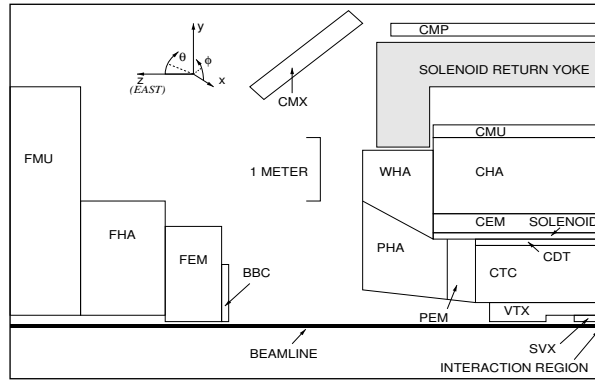 y
CMP
θ
φ
SOLENOID RETURN YOKE
z
x
(EAST)
CMX
CMU
FMU
1 METER
WHA
CHA
CEM
SOLENOID
FHA
PHA
CDT
FEM
BBC
CTC
VTX
PEM
SVX
BEAMLINE
INTERACTION REGION